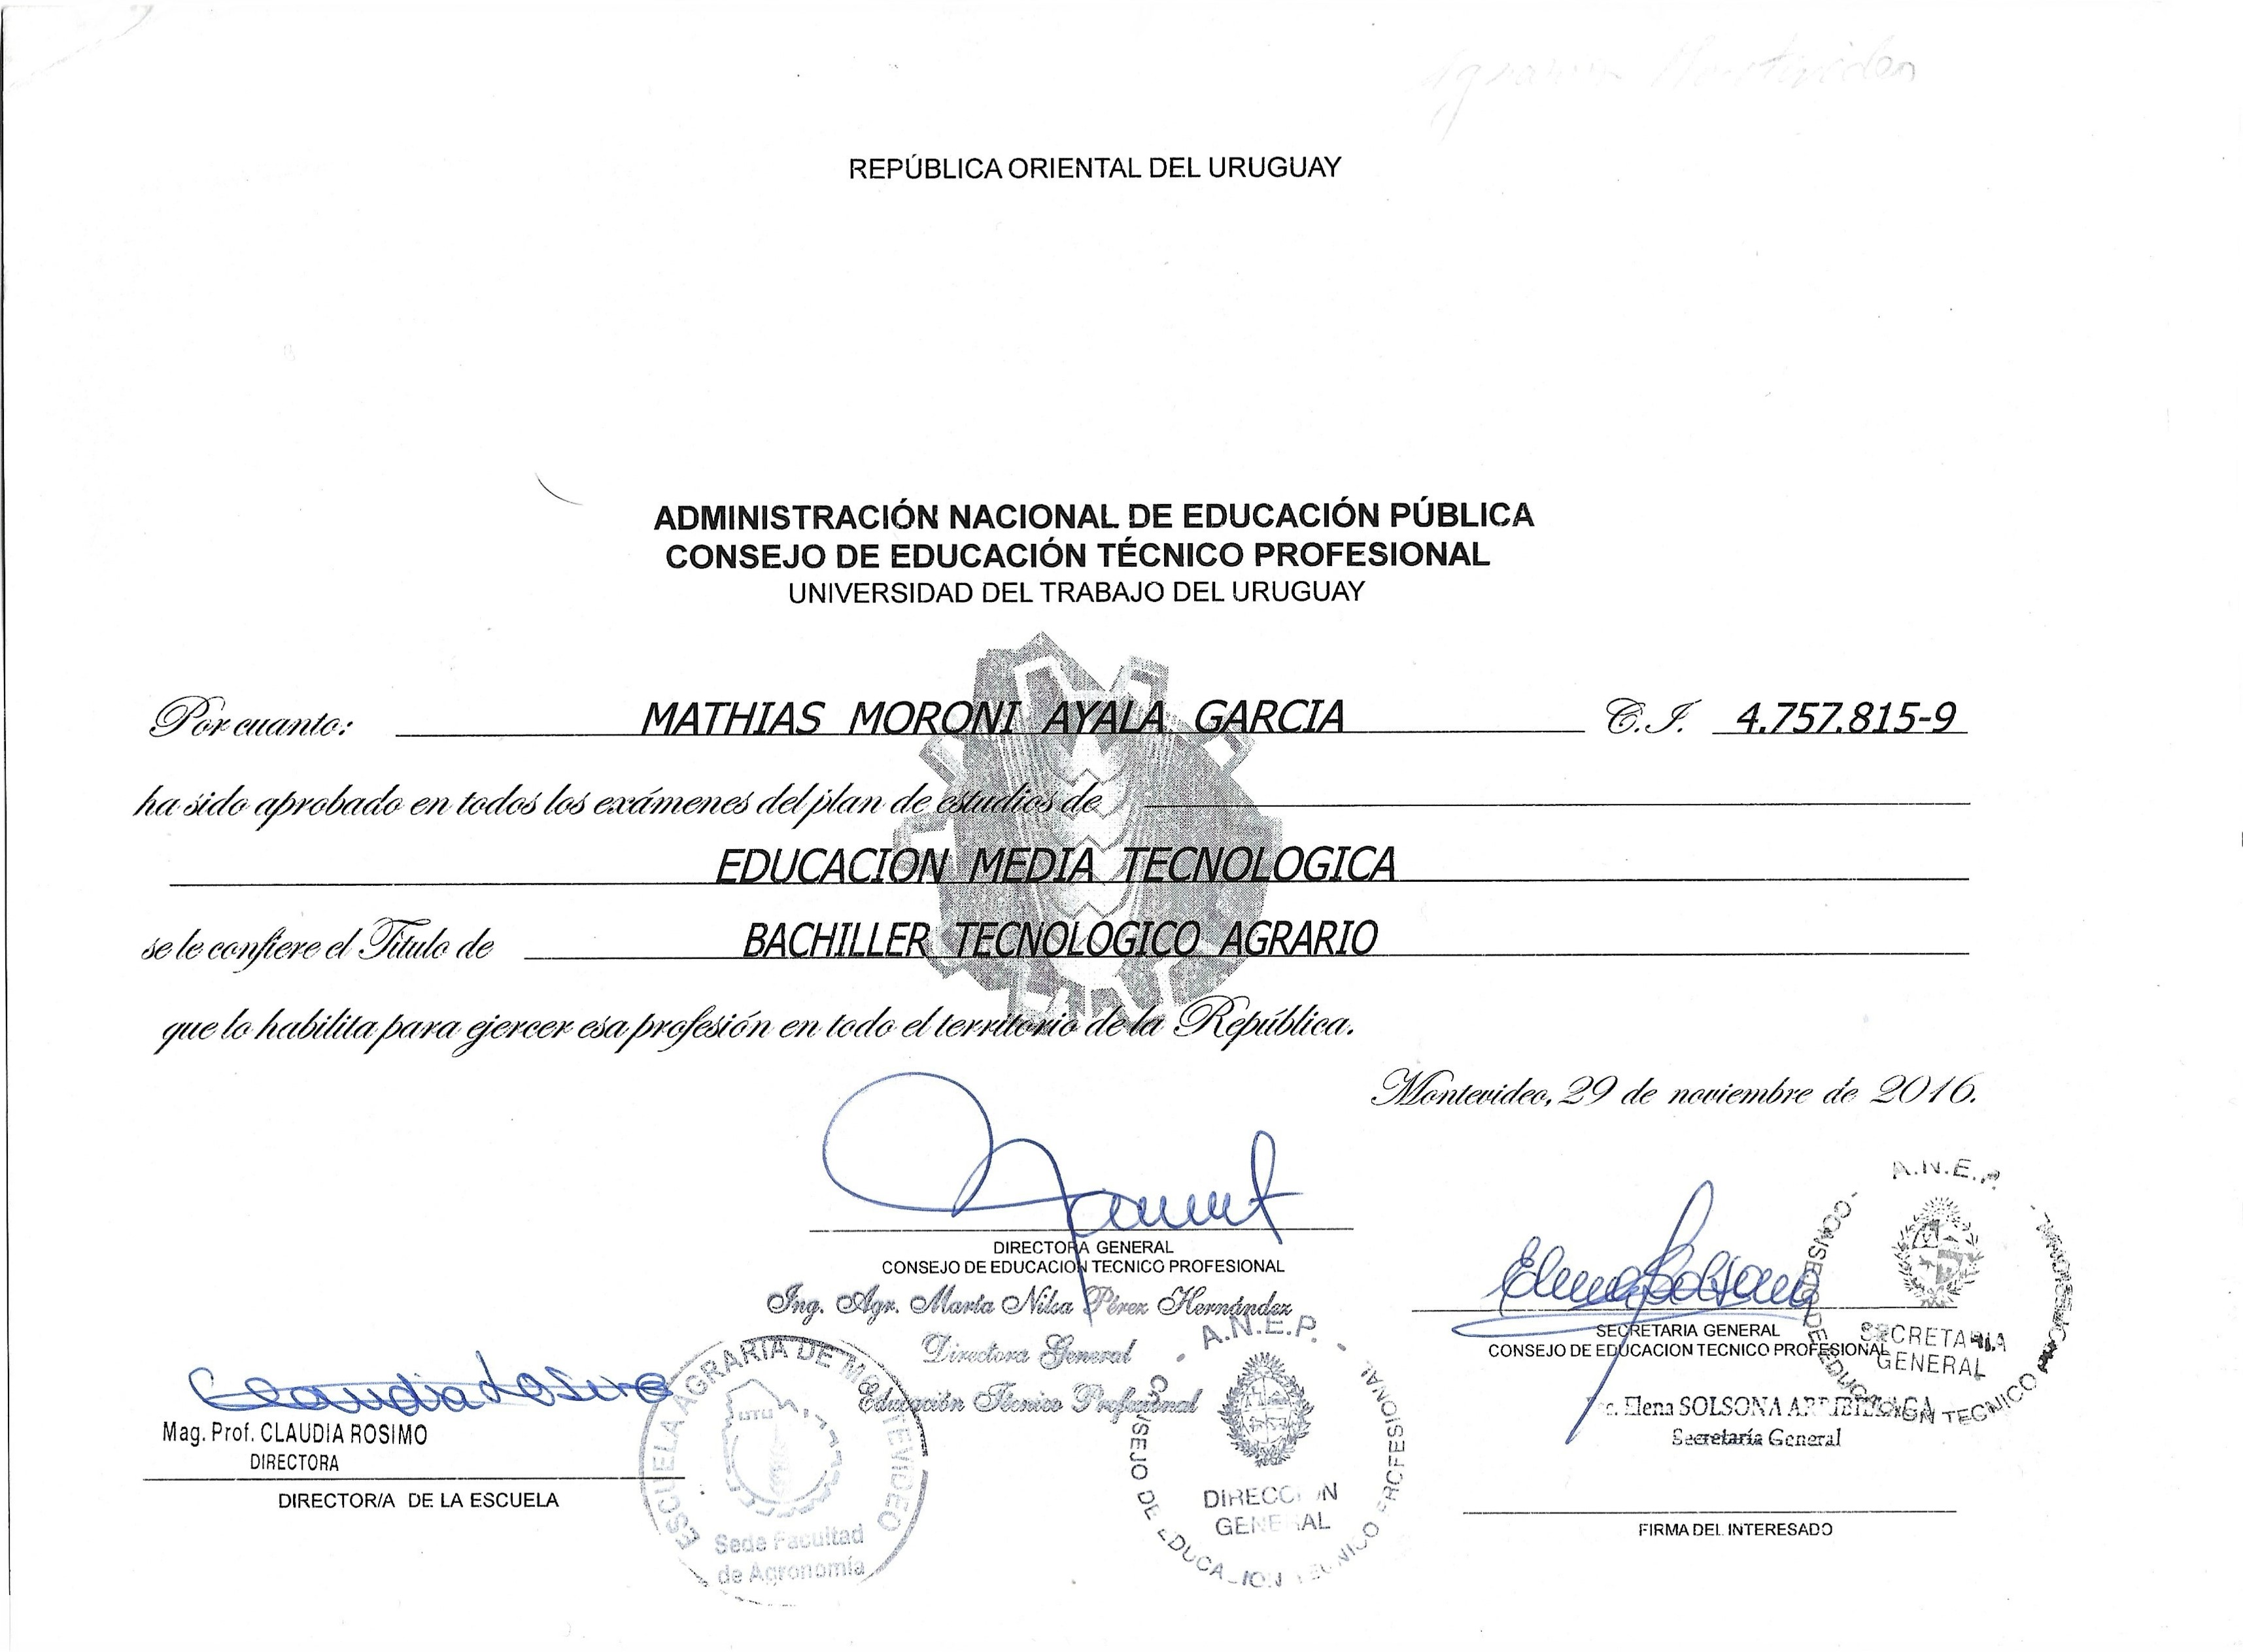 Agraria Montevideo
REPÚBLICA ORIENTAL DEL URUGUAY
ADMINISTRACIÓN NACIONAL DE EDUCACIÓN PÚBLICA
CONSEJO DE EDUCACIÓN TÉCNICO PROFESIONAL
UNIVERSIDAD DEL TRABAJO DEL URUGUAY
Por cuanto: MATHIAS MORONI AYALA GARCIA C.I. 4.757.815-9
ha sido aprobado en todos los exámenes del plan de estudios de
EDUCACION MEDIA TECNOLOGICA
se le confiere el Título de BACHILLER TECNOLOGICO AGRARIO
que lo habilita para ejercer esa profesión en todo el territorio de la República.
Montevideo, 29 de noviembre de 2016.
DIRECTORA GENERAL
CONSEJO DE EDUCACION TECNICO PROFESIONAL
Ing. Agr. María Nilsa Pérez Hernández
Directora General
Educación Técnico Profesional
A.N.E.P.
CONSEJO DE EDUCACION TECNICO PROFESIONAL
DIRECCION
GENERAL
Elena Solsona
SECRETARIA GENERAL
CONSEJO DE EDUCACION TECNICO PROFESIONAL
Elena SOLSONA
Secretaría General
A.N.E.P.
CONSEJO DE EDUCACION TECNICO PROFESIONAL
SECRETARIA
GENERAL
Claudia Rosimo
Mag. Prof. CLAUDIA ROSIMO
DIRECTORA
DIRECTOR/A DE LA ESCUELA
ESCUELA AGRARIA DE MONTEVIDEO
UTU
Sede Facultad
de Agronomía
FIRMA DEL INTERESADO